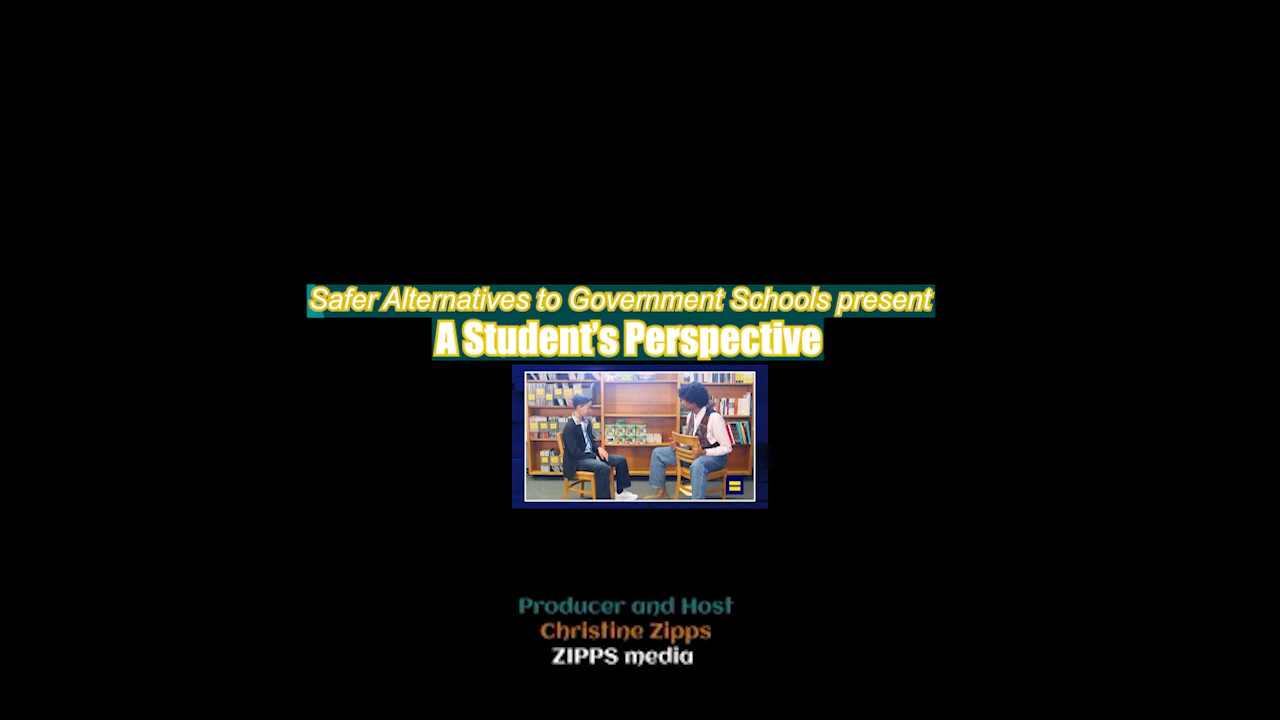 Safer Alternatives to Government Schools present
A Student's Perspective
Producer and Host
Christine Zipps
ZIPPS media